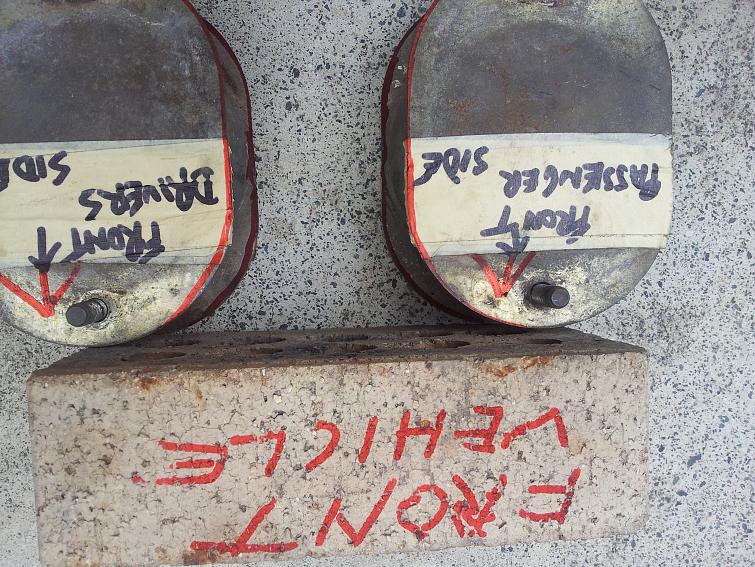 FRONT
VEHICLE
FRONT
PASSENGER SIDE
FRONT
DRIVERS SIDE